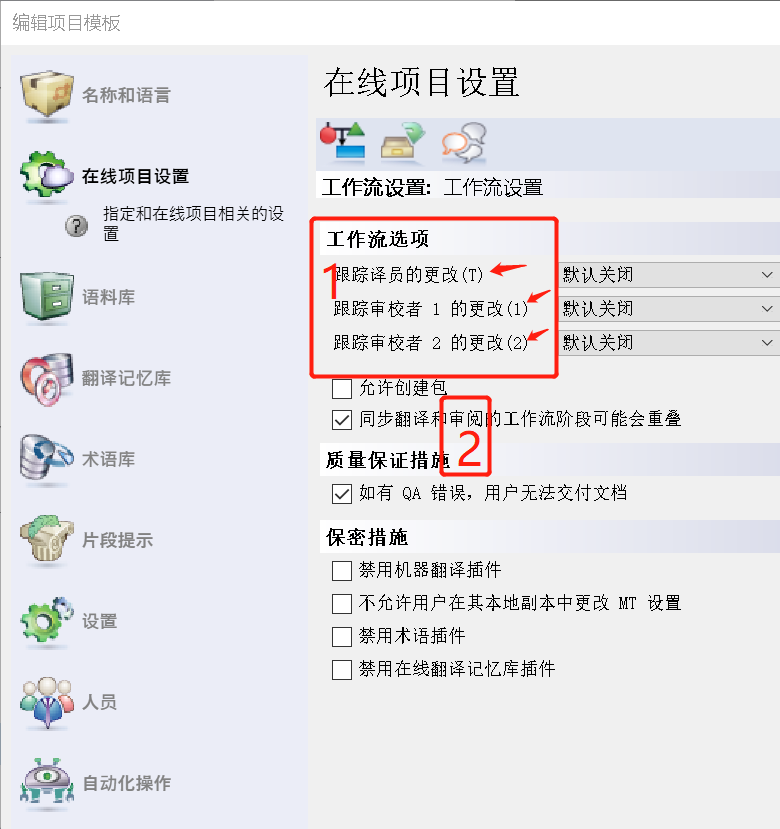 编辑项目模板
名称和语言
在线项目设置
指定和在线项目相关的设
置
语料库
翻译记忆库
术语库
片段提示
设置
人员
自动化操作
在线项目设置
工作流设置: 工作流设置
工作流选项
1
跟踪译员的更改(T) 默认关闭
跟踪审校者 1 的更改(1) 默认关闭
跟踪审校者 2 的更改(2) 默认关闭
允许创建包
同步翻译和审阅的工作流阶段可能会重叠
2
质量保证措施
如有 QA 错误，用户无法交付文档
保密措施
禁用机器翻译插件
不允许用户在其本地副本中更改 MT 设置
禁用术语插件
禁用在线翻译记忆库插件